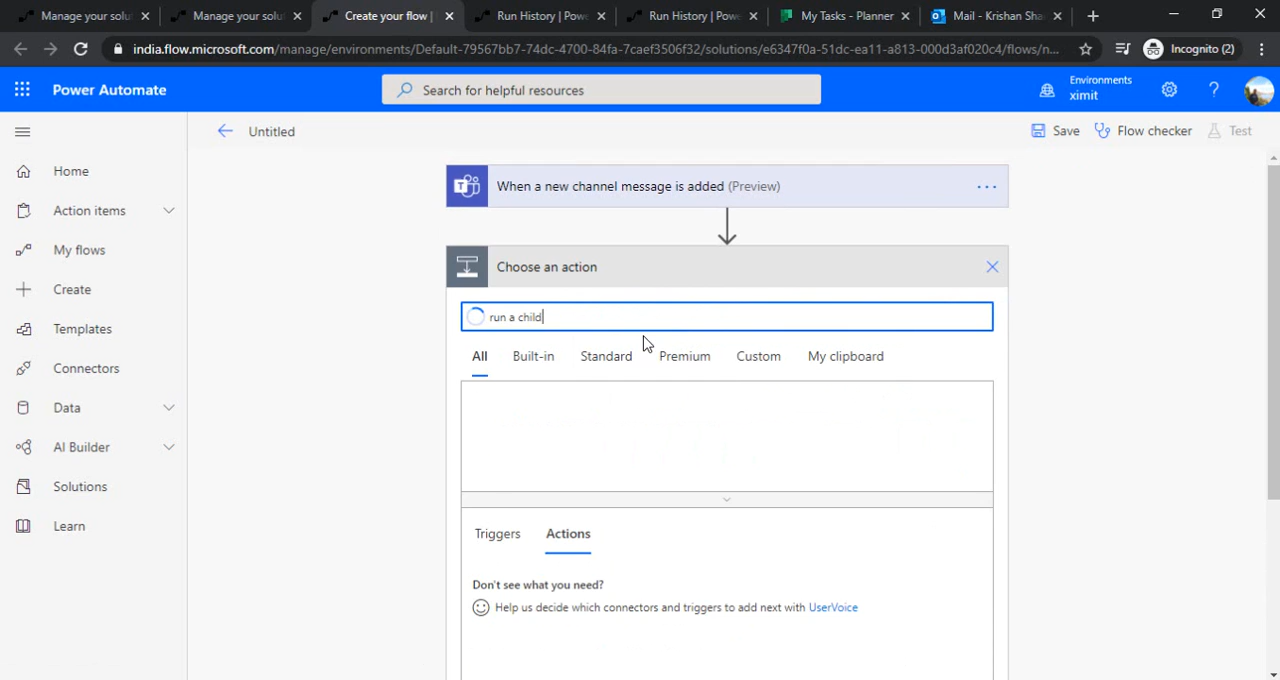 Manage your solu
Manage your solu
Create your flow |
Run History | Powe
Run History | Powe
My Tasks - Planner
Mail - Krishan Sha
india.flow.microsoft.com/manage/environments/Default-79567bb7-74dc-4700-84fa-7caef3506f32/solutions/e6347f0a-51dc-ea11-a813-000d3af020c4/flows/n...
Incognito (2)
Power Automate
Search for helpful resources
Environments
ximit
?
Untitled
Save
Flow checker
Test
Home
Action items
My flows
Create
Templates
Connectors
Data
AI Builder
Solutions
Learn
When a new channel message is added (Preview)
...
Choose an action
run a child
All
Built-in
Standard
Premium
Custom
My clipboard
Triggers
Actions
Don't see what you need?
Help us decide which connectors and triggers to add next with UserVoice